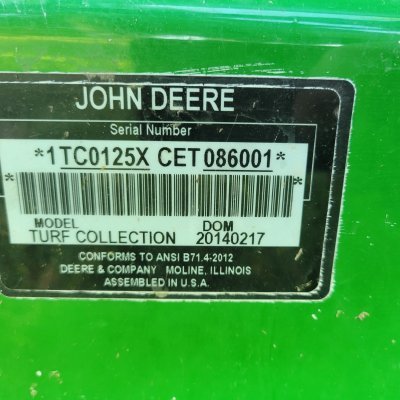 JOHN DEERE
Serial Number
*1TC0125X CET086001*
MODEL DOM
TURF COLLECTION 20140217
CONFORMS TO ANSI B71.4-2012
DEERE & COMPANY MOLINE, ILLINOIS
ASSEMBLED IN U.S.A.